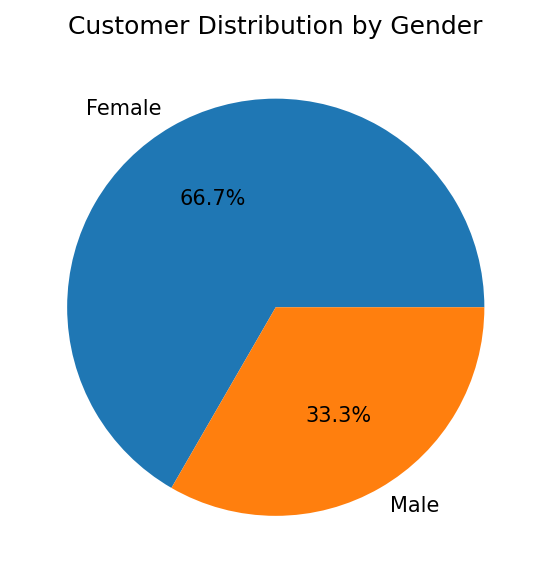 Customer Distribution by Gender
Female
66.7%
33.3%
Male